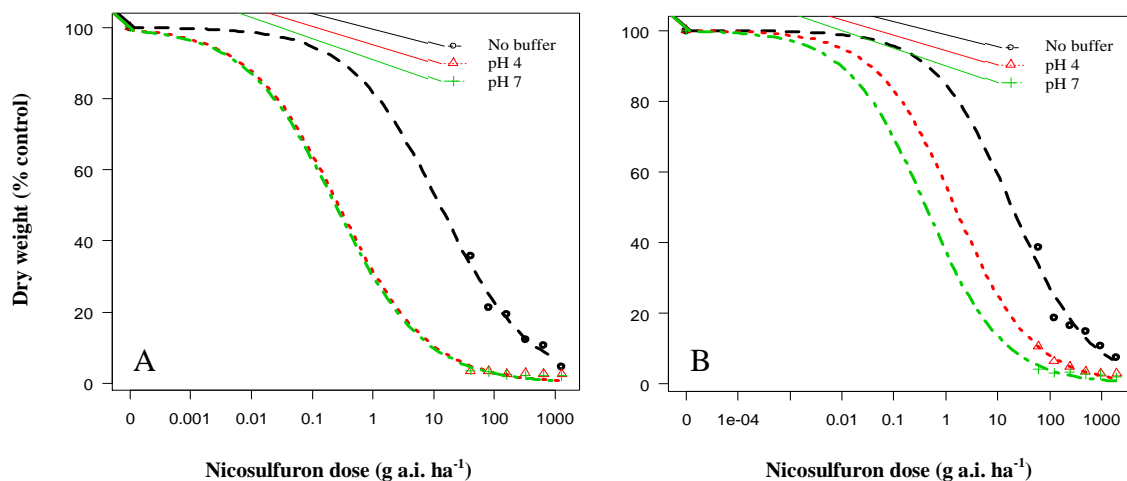 No buffer
pH 4
pH 7
100
80
60
40
20
0
Dry weight (% control)
A
0 0.001 0.01 0.1 1 10 100 1000
Nicosulfuron dose (g a.i. ha⁻¹)
No buffer
pH 4
pH 7
100
80
60
40
20
0
B
0 1e-04 0.01 0.1 1 10 100 1000
Nicosulfuron dose (g a.i. ha⁻¹)